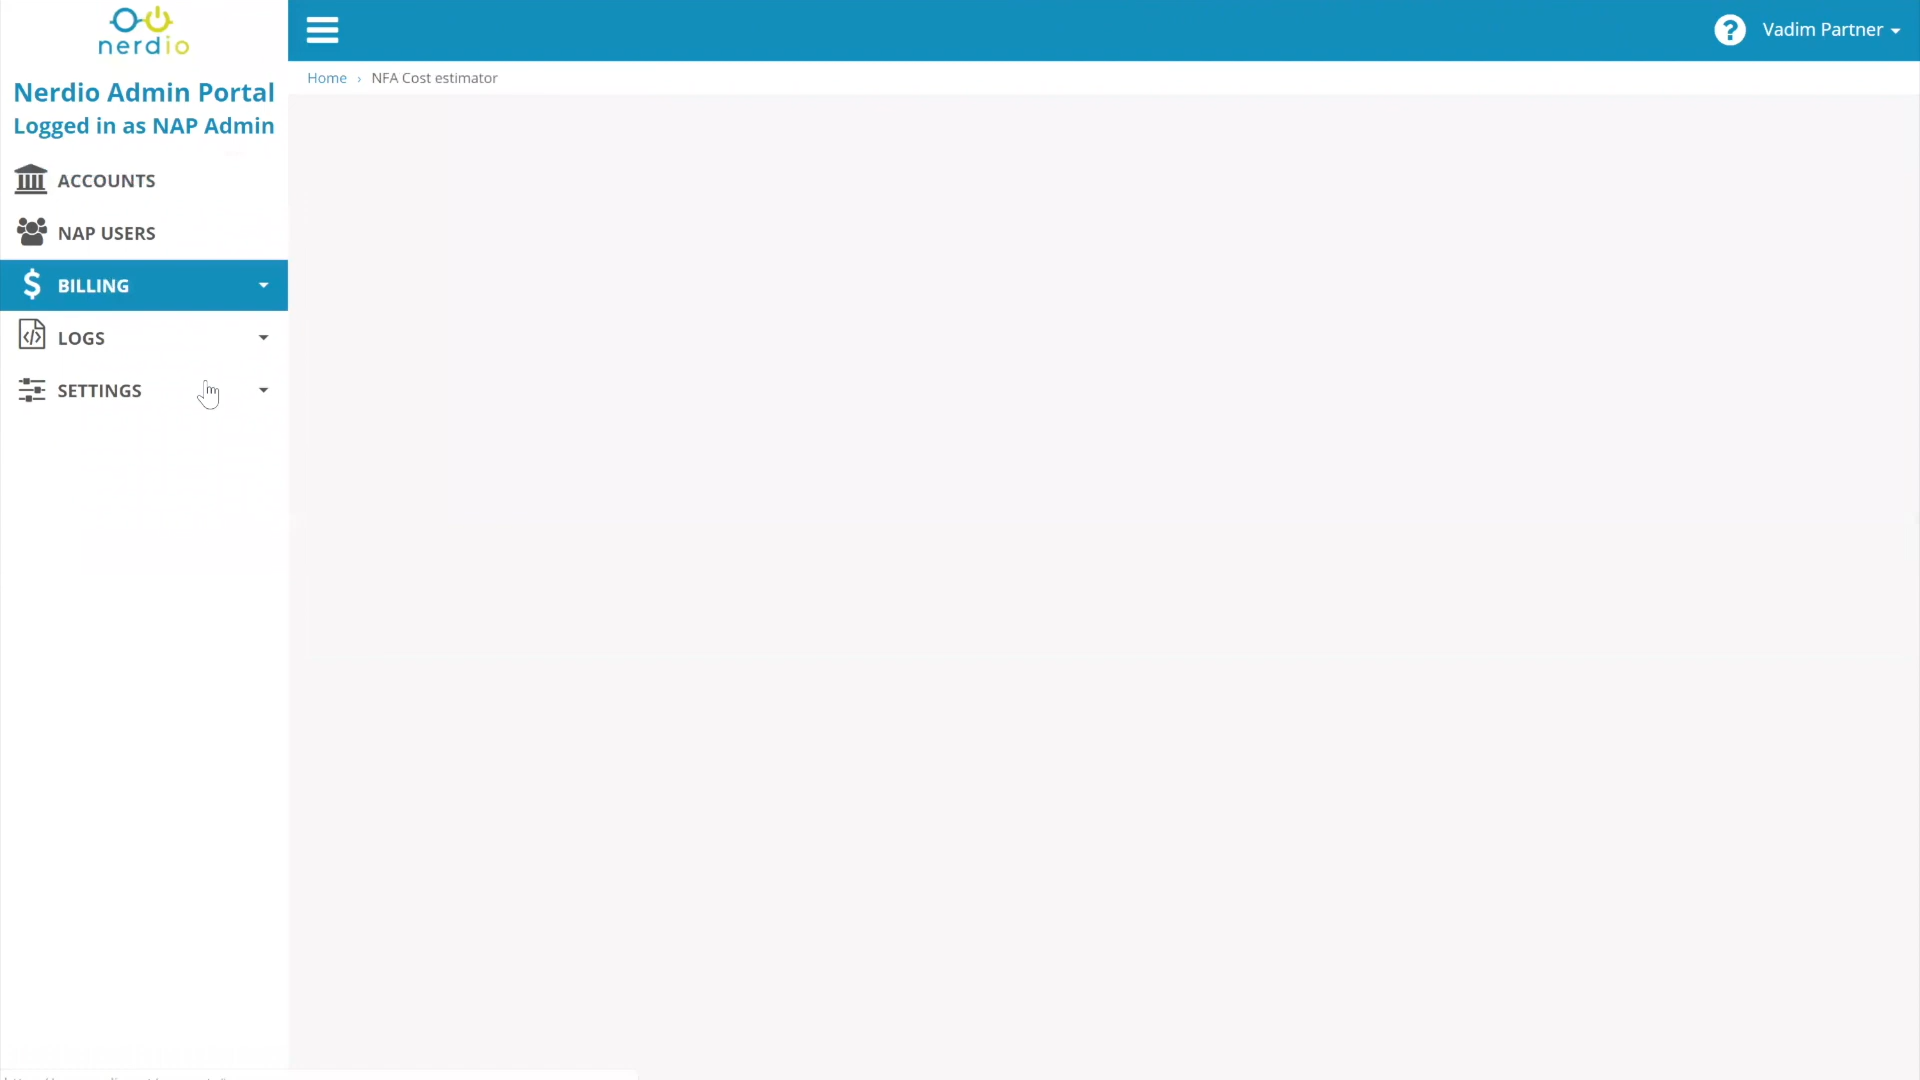 nerdio
Vadim Partner
Home › NFA Cost estimator
Nerdio Admin Portal
Logged in as NAP Admin
ACCOUNTS
NAP USERS
BILLING
LOGS
SETTINGS